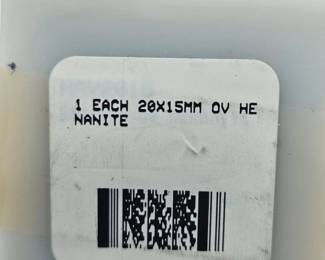 1 EACH 20X15MM OV HE
NANITE